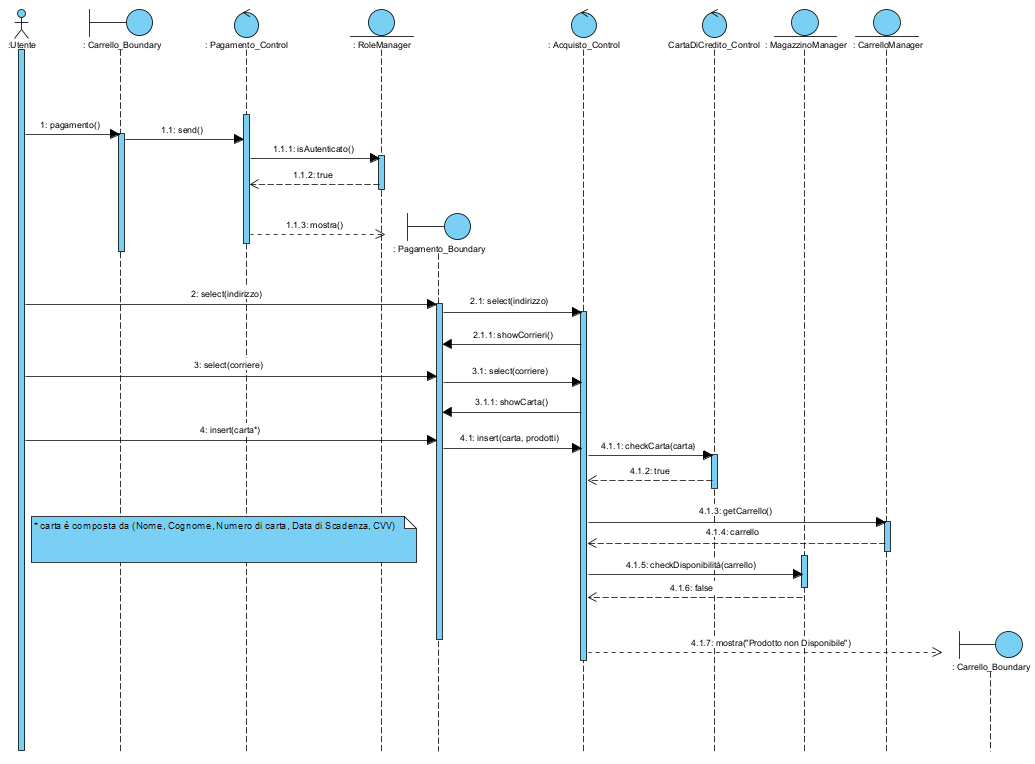 :Utente
: Carrello_Boundary
: Pagamento_Control
: RoleManager
: Acquisto_Control
CartaDiCredito_Control
: MagazzinoManager
: CarrelloManager
1: pagamento()
1.1: send()
1.1.1: isAutenticato()
1.1.2: true
1.1.3: mostra()
: Pagamento_Boundary
2: select(indirizzo)
2.1: select(indirizzo)
2.1.1: showCorrieri()
3: select(corriere)
3.1: select(corriere)
3.1.1: showCarta()
4: insert(carta*)
4.1: insert(carta, prodotti)
4.1.1: checkCarta(carta)
4.1.2: true
4.1.3: getCarrello()
* carta è composta da (Nome, Cognome, Numero di carta, Data di Scadenza, CVV)
4.1.4: carrello
4.1.5: checkDisponibilità(carrello)
4.1.6: false
4.1.7: mostra("Prodotto non Disponibile")
: Carrello_Boundary